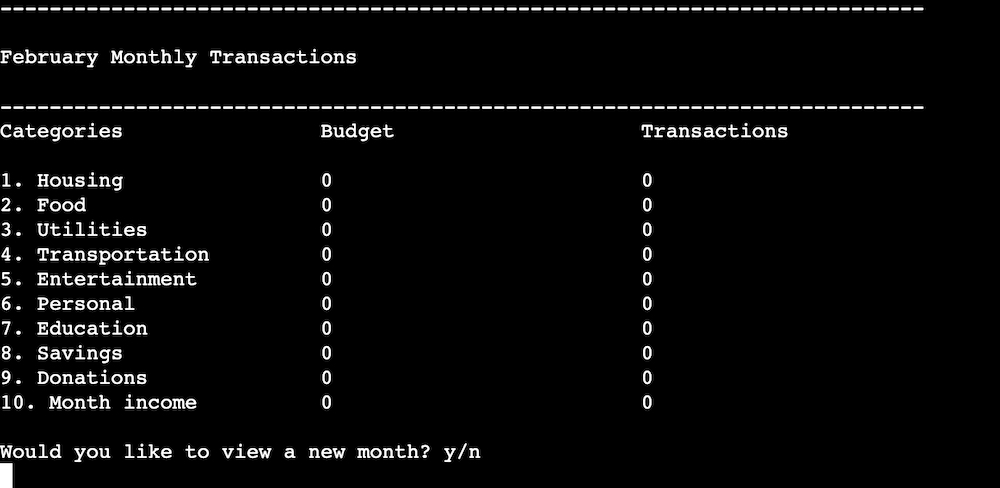 ---------------------------------------------------------------------------
February Monthly Transactions
---------------------------------------------------------------------------
Categories Budget Transactions
1. Housing 0 0
2. Food 0 0
3. Utilities 0 0
4. Transportation 0 0
5. Entertainment 0 0
6. Personal 0 0
7. Education 0 0
8. Savings 0 0
9. Donations 0 0
10. Month income 0 0
Would you like to view a new month? y/n